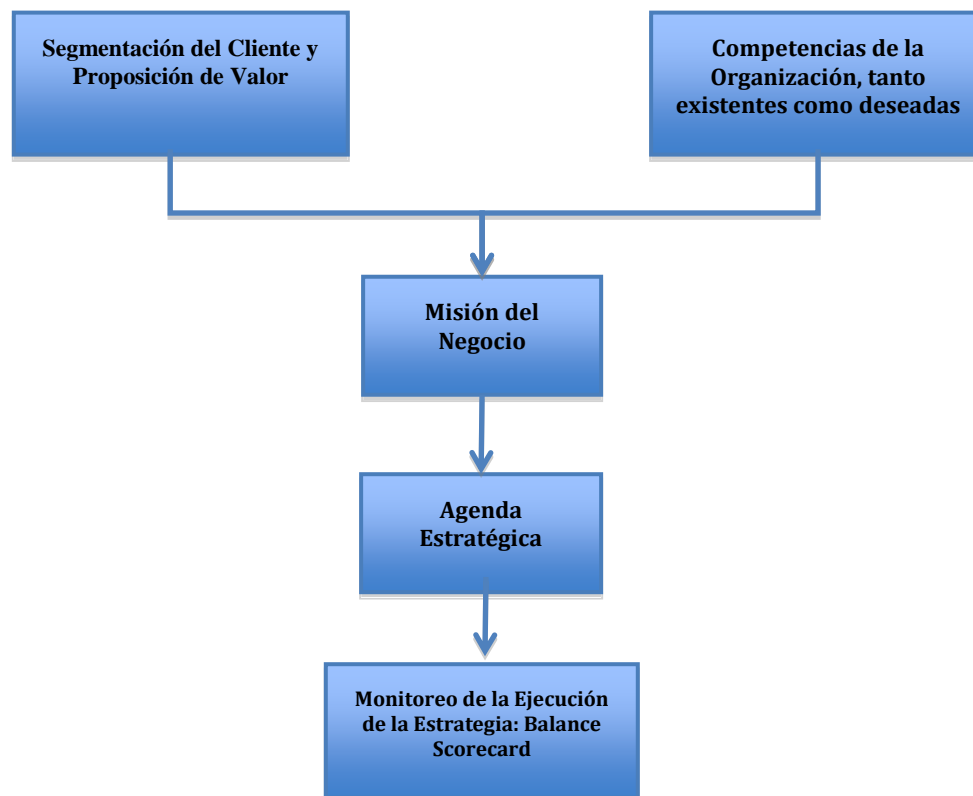 Segmentación del Cliente y
Proposición de Valor
Competencias de la
Organización, tanto
existentes como deseadas
Misión del
Negocio
Agenda
Estratégica
Monitoreo de la Ejecución
de la Estrategia: Balance
Scorecard